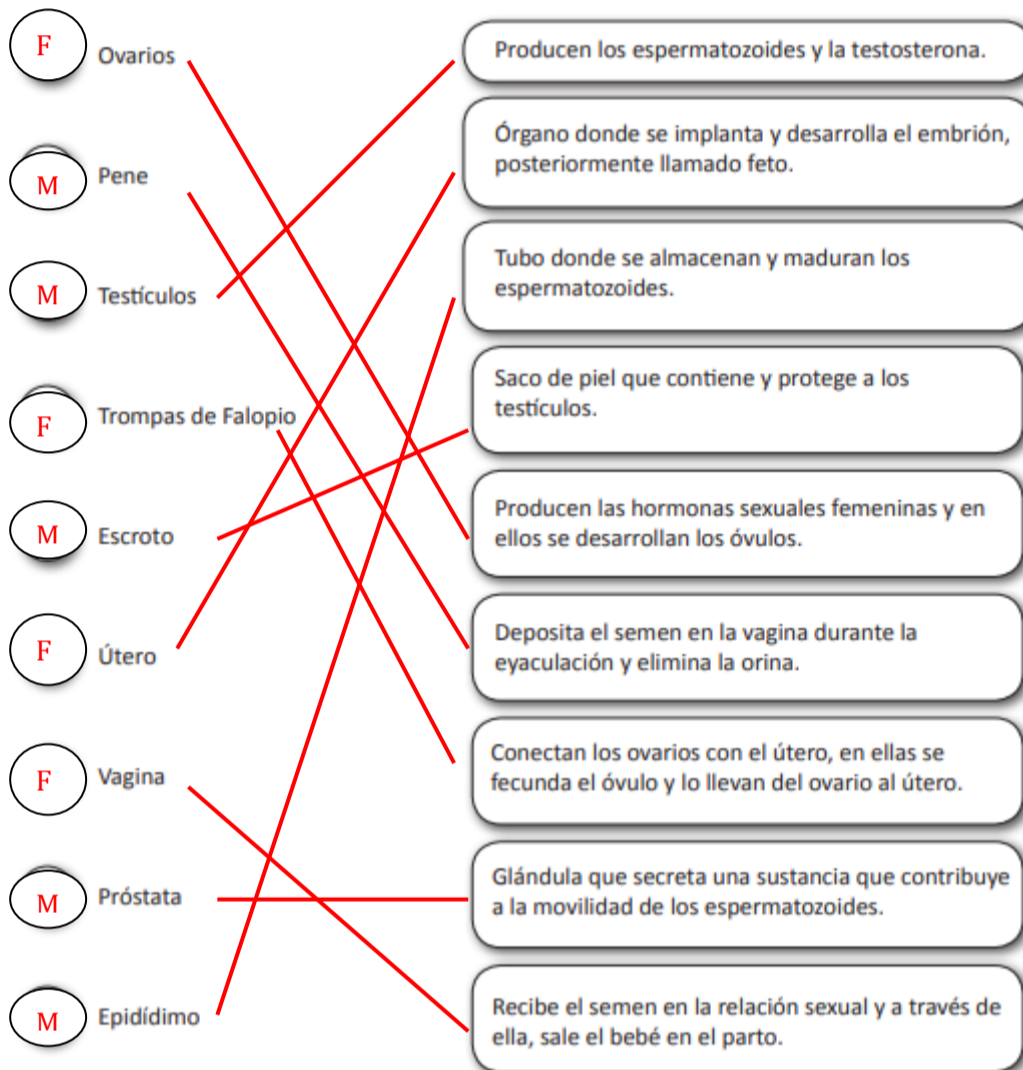 F
Ovarios
M
Pene
M
Testículos
F
Trompas de Falopio
M
Escroto
F
Útero
F
Vagina
M
Próstata
M
Epidídimo
Producen los espermatozoides y la testosterona.
Órgano donde se implanta y desarrolla el embrión,
posteriormente llamado feto.
Tubo donde se almacenan y maduran los
espermatozoides.
Saco de piel que contiene y protege a los
testículos.
Producen las hormonas sexuales femeninas y en
ellos se desarrollan los óvulos.
Deposita el semen en la vagina durante la
eyaculación y elimina la orina.
Conectan los ovarios con el útero, en ellas se
fecunda el óvulo y lo llevan del ovario al útero.
Glándula que secreta una sustancia que contribuye
a la movilidad de los espermatozoides.
Recibe el semen en la relación sexual y a través de
ella, sale el bebé en el parto.